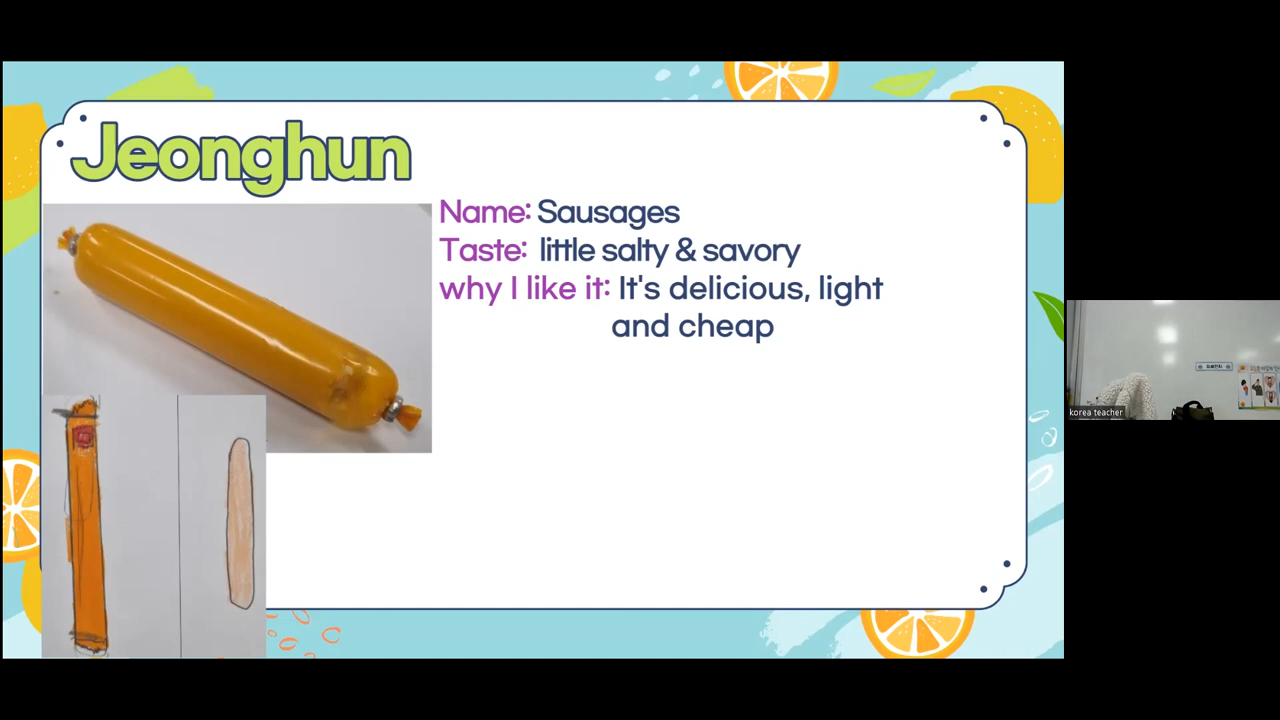 Jeonghun
Name: Sausages
Taste: little salty & savory
why I like it: It's delicious, light
and cheap
korea teacher